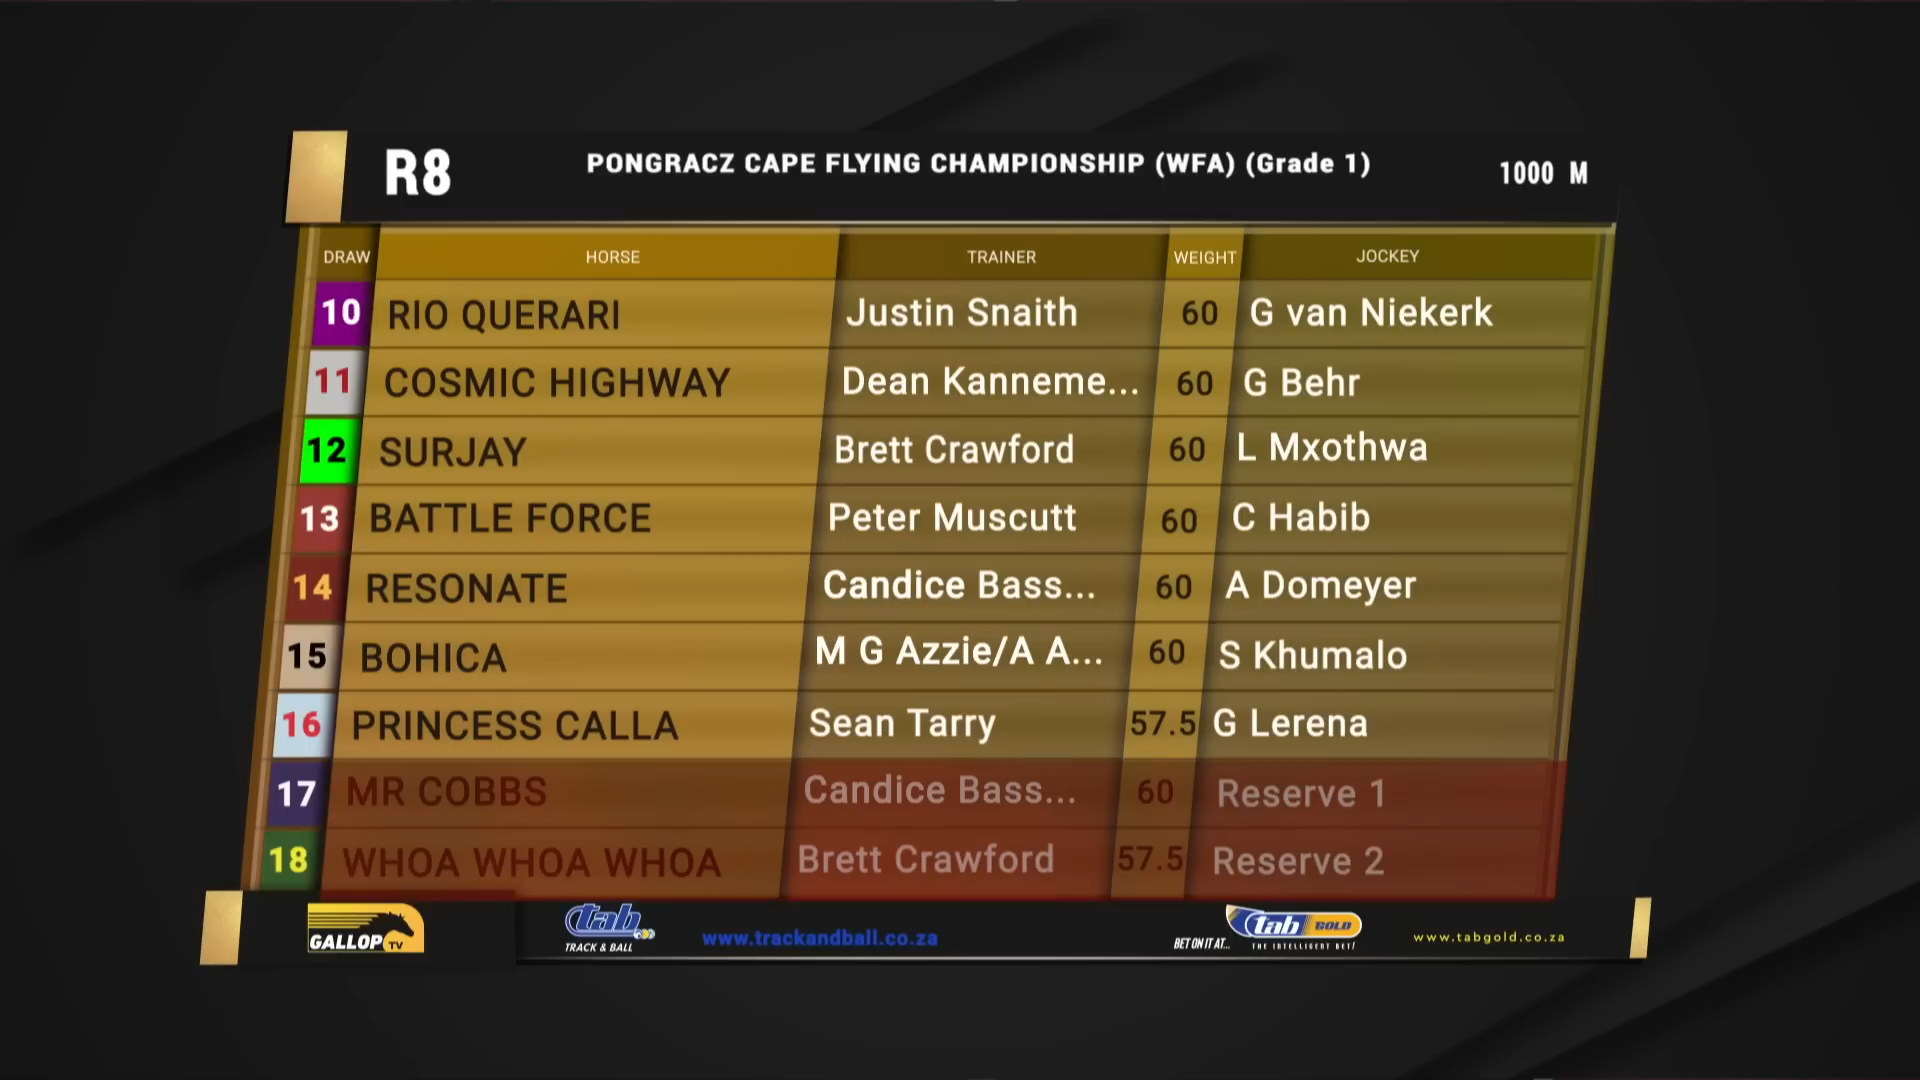 R8 PONGRACZ CAPE FLYING CHAMPIONSHIP (WFA) (Grade 1) 1000 M
DRAW HORSE TRAINER WEIGHT JOCKEY
10 RIO QUERARI Justin Snaith 60 G van Niekerk
11 COSMIC HIGHWAY Dean Kanneme... 60 G Behr
12 SURJAY Brett Crawford 60 L Mxothwa
13 BATTLE FORCE Peter Muscutt 60 C Habib
14 RESONATE Candice Bass... 60 A Domeyer
15 BOHICA M G Azzie/A A... 60 S Khumalo
16 PRINCESS CALLA Sean Tarry 57.5 G Lerena
17 MR COBBS Candice Bass... 60 Reserve 1
18 WHOA WHOA WHOA Brett Crawford 57.5 Reserve 2
GALLOP TV
tab
TRACK & BALL
www.trackandball.co.za
BET ON IT AT...
tab GOLD
THE INTELLIGENT BET!
www.tabgold.co.za